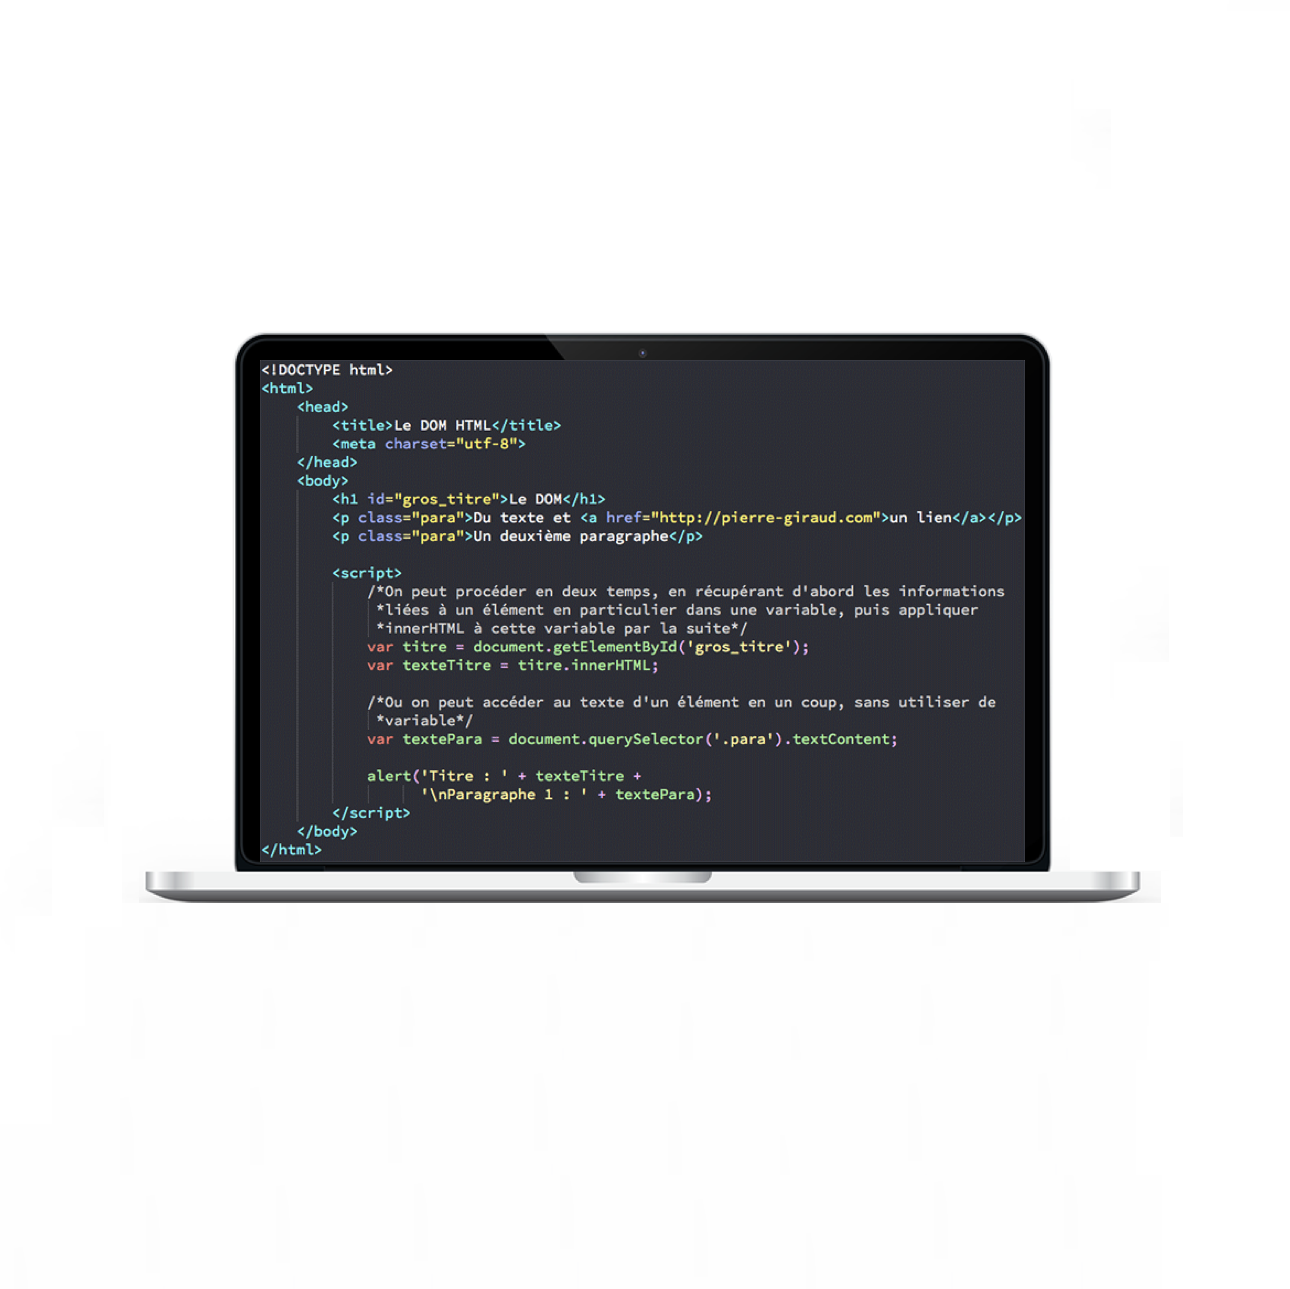 <!DOCTYPE html>
<html>
<head>
<title>Le DOM HTML</title>
<meta charset="utf-8">
</head>
<body>
<h1 id="gros_titre">Le DOM</h1>
<p class="para">Du texte et <a href="http://pierre-giraud.com">un lien</a></p>
<p class="para">Un deuxième paragraphe</p>
<script>
/*On peut procéder en deux temps, en récupérant d'abord les informations
*liées à un élément en particulier dans une variable, puis appliquer
*innerHTML à cette variable par la suite*/
var titre = document.getElementById('gros_titre');
var texteTitre = titre.innerHTML;
/*Ou on peut accéder au texte d'un élément en un coup, sans utiliser de
*variable*/
var textePara = document.querySelector('.para').textContent;
alert('Titre : ' + texteTitre +
'\nParagraphe 1 : ' + textePara);
</script>
</body>
</html>